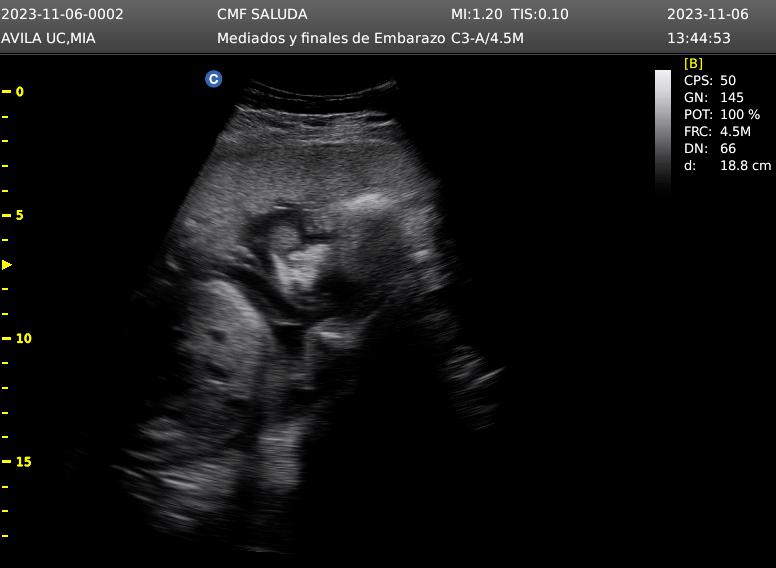 2023-11-06-0002 CMF SALUDA MI:1.20 TIS:0.10 2023-11-06
AVILA UC,MIA Mediados y finales de Embarazo C3-A/4.5M 13:44:53
C
[B]
CPS: 50
GN: 145
POT: 100 %
FRC: 4.5M
DN: 66
d: 18.8 cm
0
5
10
15